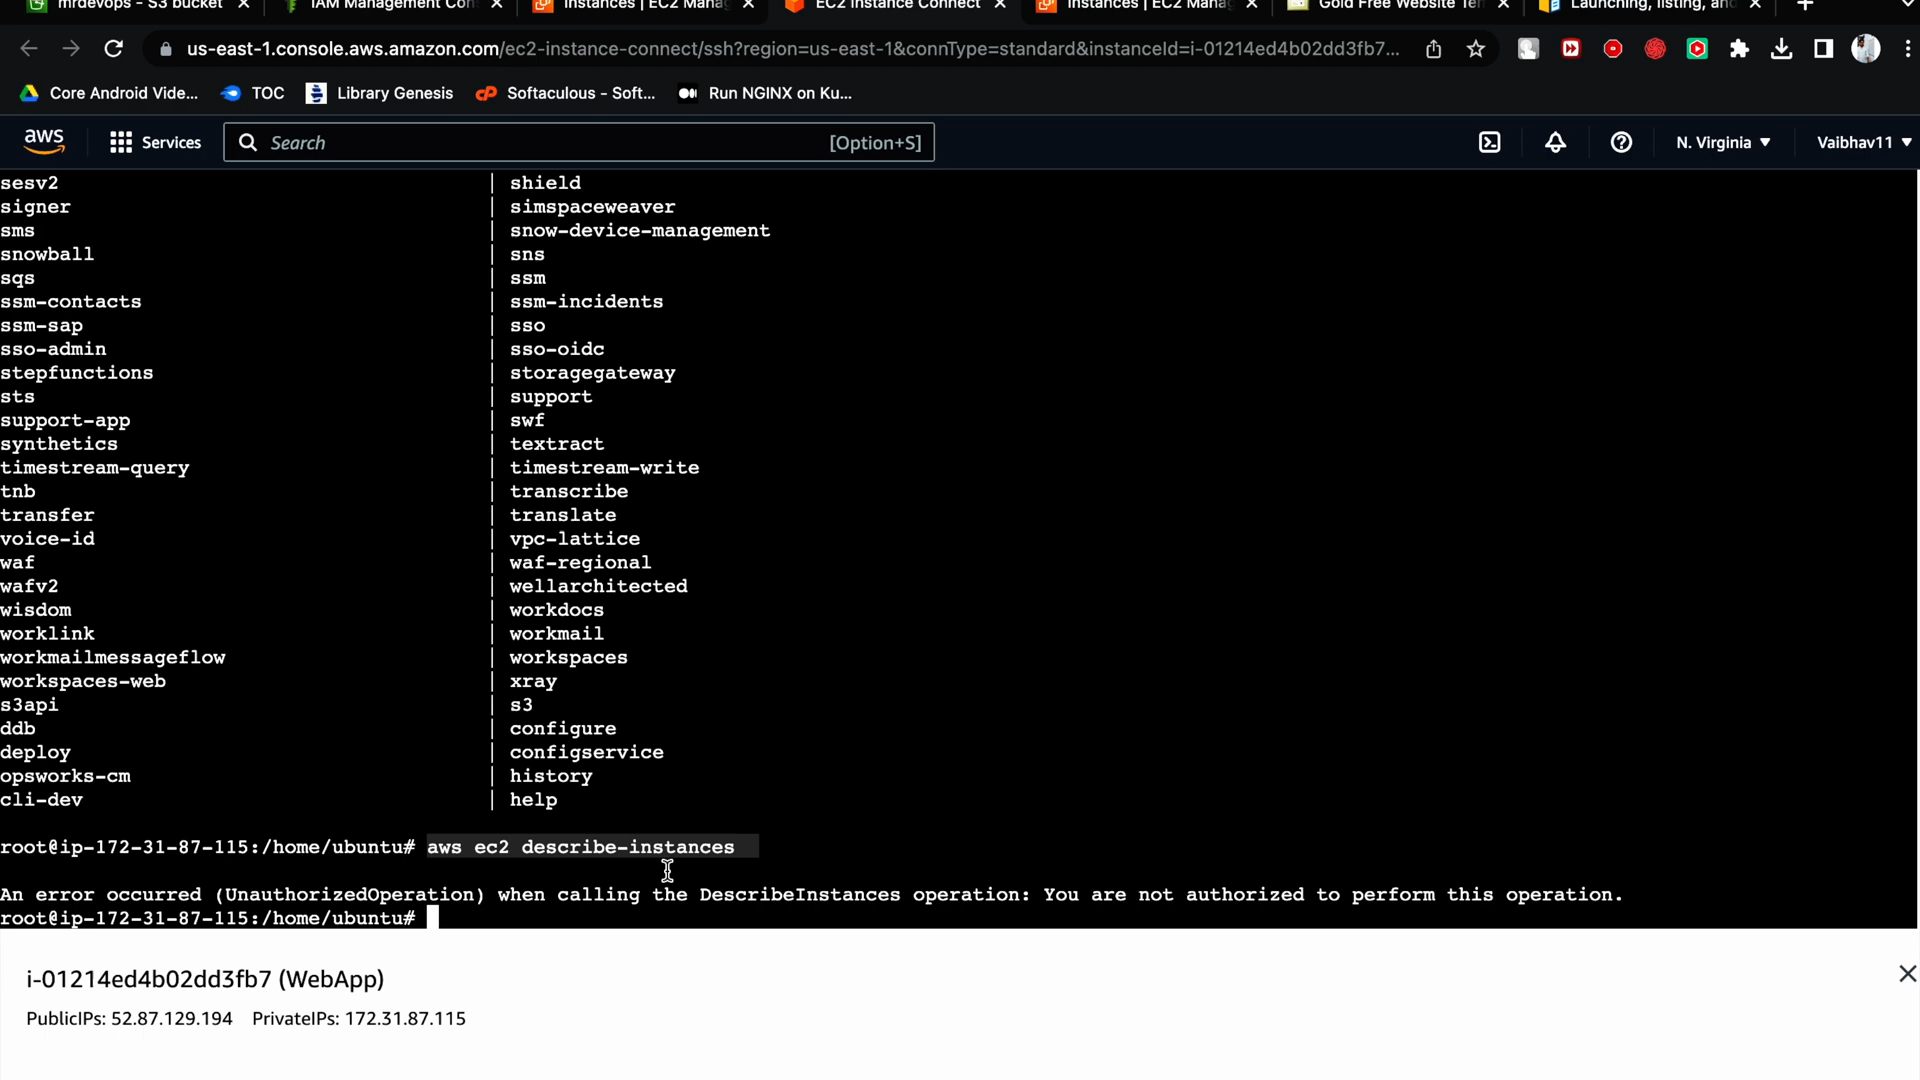 mrdevops - S3 bucket
IAM Management Con
Instances | EC2 Manag
EC2 Instance Connect
Instances | EC2 Manag
Gold Free Website Tem
Launching, listing, and
us-east-1.console.aws.amazon.com/ec2-instance-connect/ssh?region=us-east-1&connType=standard&instanceId=i-01214ed4b02dd3fb7...
Core Android Vide...
TOC
Library Genesis
Softaculous - Soft...
Run NGINX on Ku...
aws
Services
Search
[Option+S]
N. Virginia
Vaibhav11
sesv2 | shield
signer | simspaceweaver
sms | snow-device-management
snowball | sns
sqs | ssm
ssm-contacts | ssm-incidents
ssm-sap | sso
sso-admin | sso-oidc
stepfunctions | storagegateway
sts | support
support-app | swf
synthetics | textract
timestream-query | timestream-write
tnb | transcribe
transfer | translate
voice-id | vpc-lattice
waf | waf-regional
wafv2 | wellarchitected
wisdom | workdocs
worklink | workmail
workmailmessageflow | workspaces
workspaces-web | xray
s3api | s3
ddb | configure
deploy | configservice
opsworks-cm | history
cli-dev | help
root@ip-172-31-87-115:/home/ubuntu# aws ec2 describe-instances
An error occurred (UnauthorizedOperation) when calling the DescribeInstances operation: You are not authorized to perform this operation.
root@ip-172-31-87-115:/home/ubuntu#
i-01214ed4b02dd3fb7 (WebApp)
PublicIPs: 52.87.129.194 PrivateIPs: 172.31.87.115